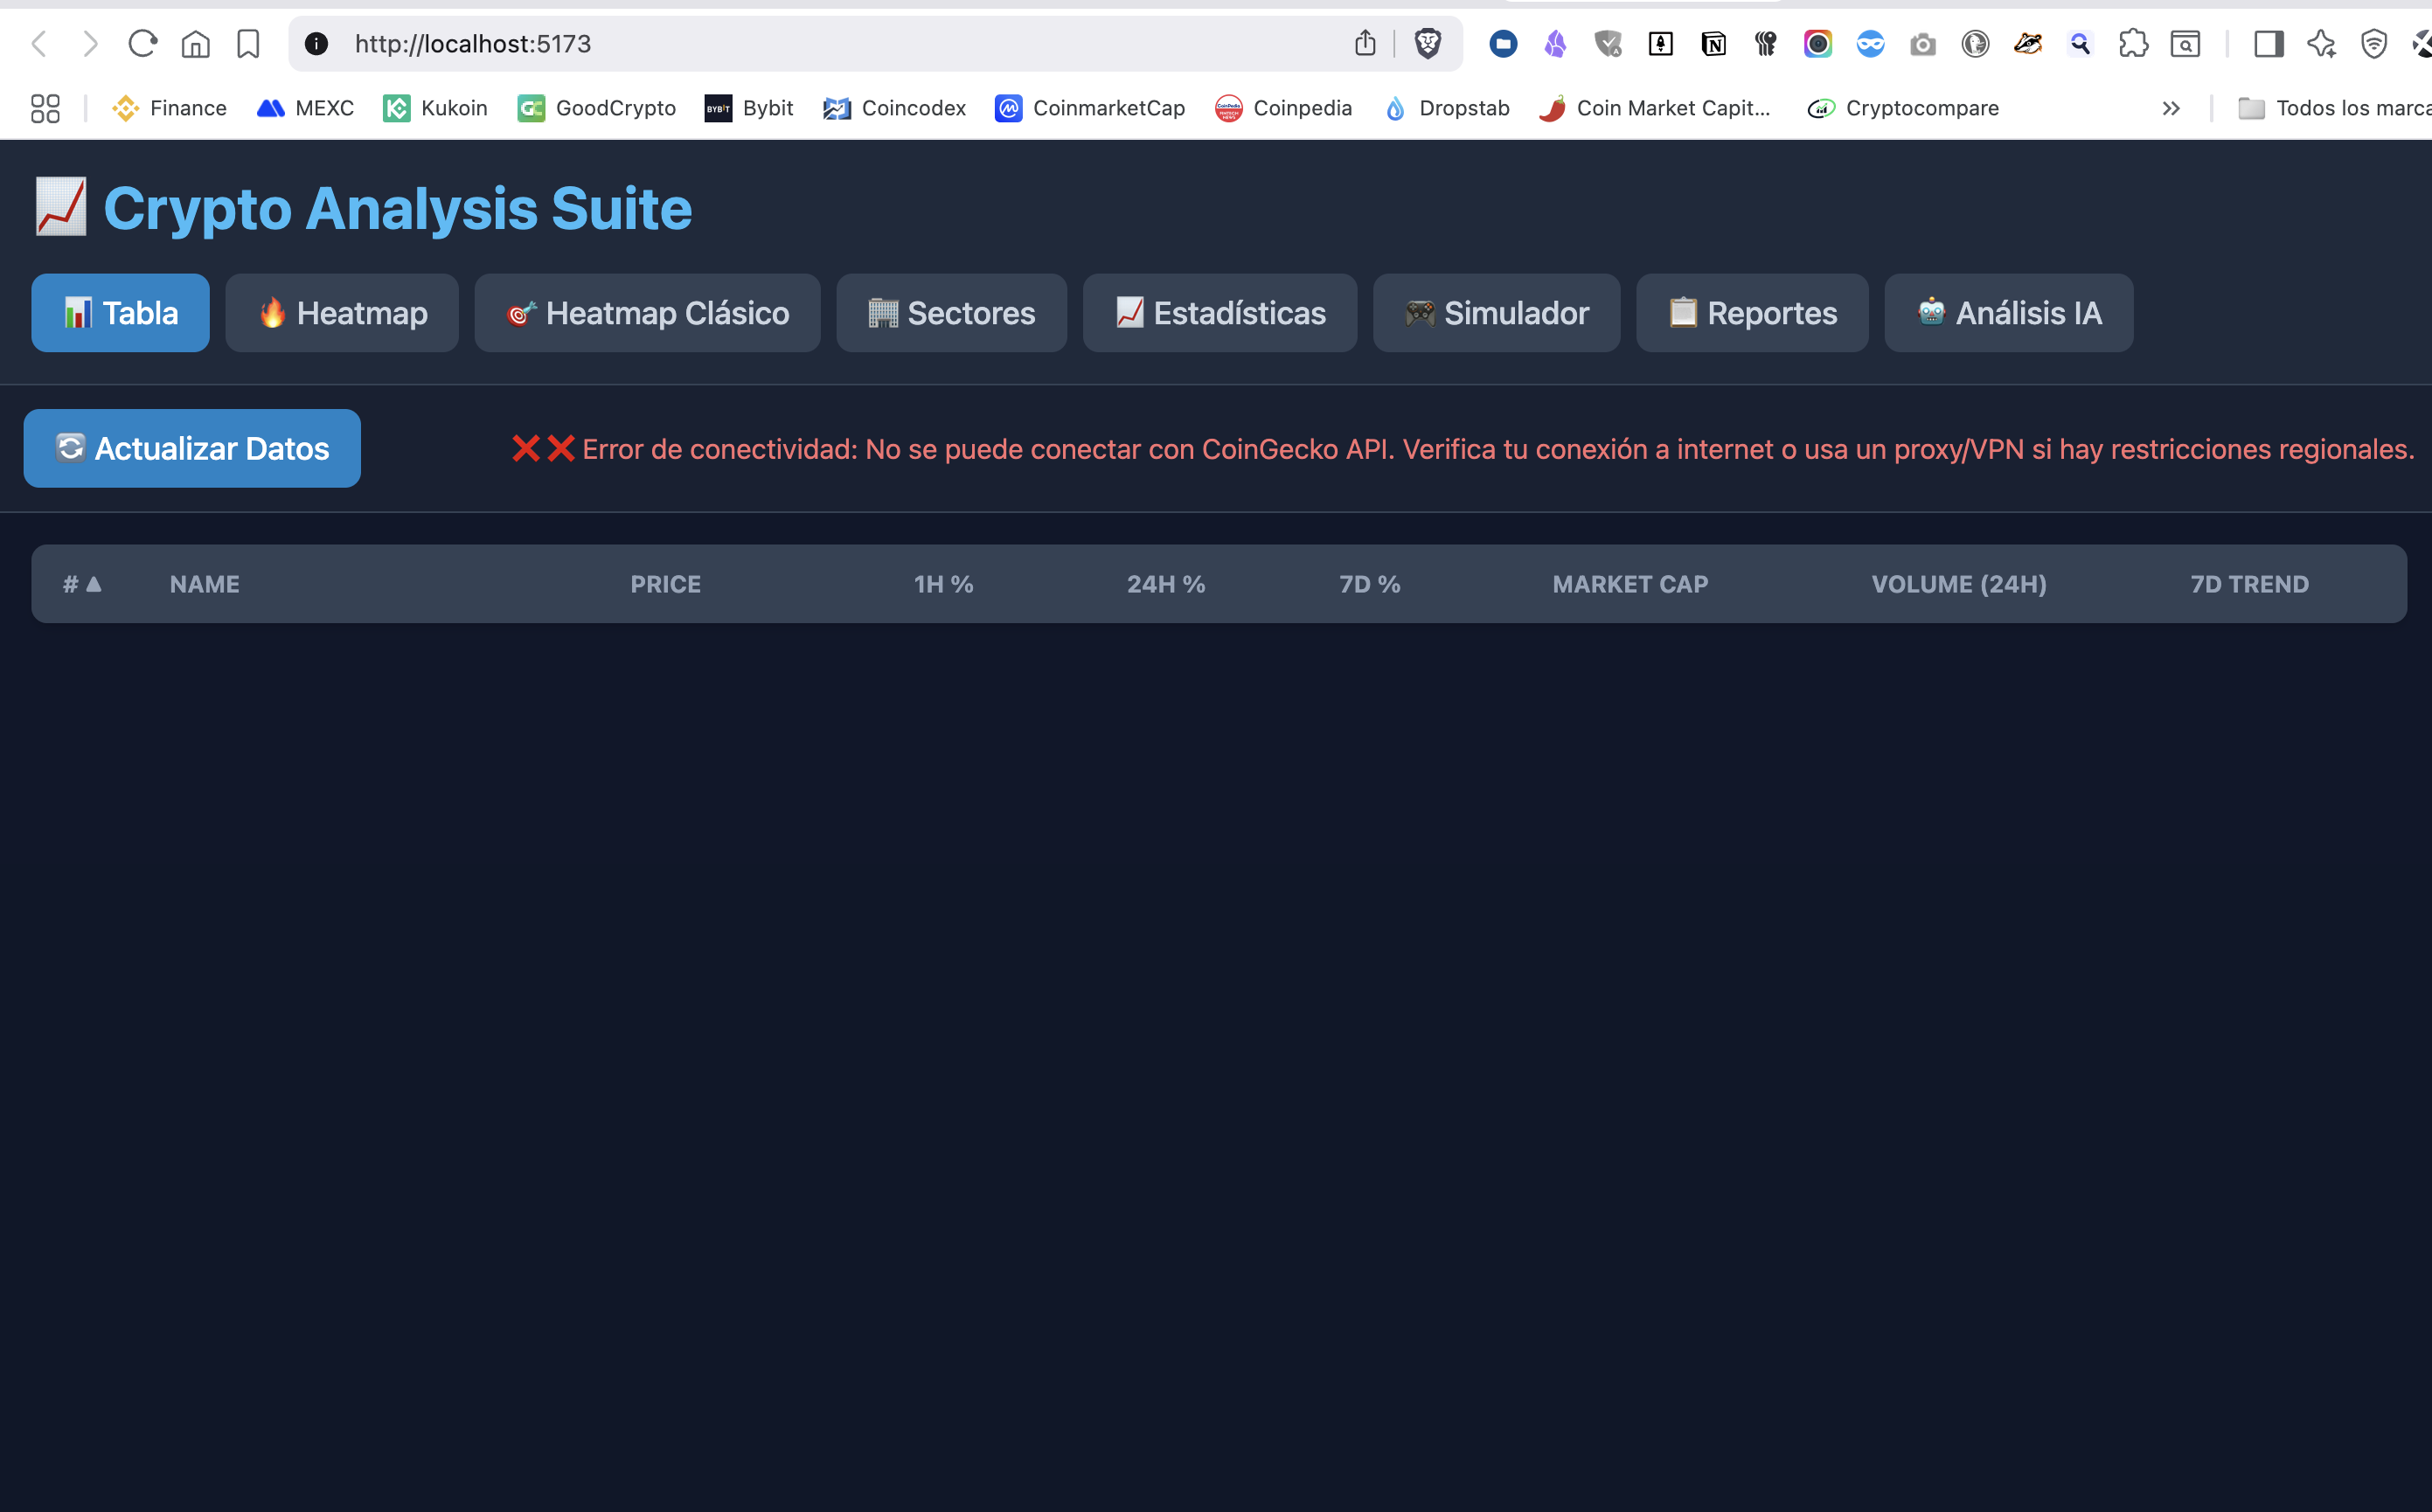 http://localhost:5173
Finance MEXC Kukoin GoodCrypto BYBIT Bybit Coincodex CoinmarketCap Coinpedia Dropstab Coin Market Capit... Cryptocompare » Todos los marca
Crypto Analysis Suite
Tabla Heatmap Heatmap Clásico Sectores Estadísticas Simulador Reportes Análisis IA
Actualizar Datos ❌❌ Error de conectividad: No se puede conectar con CoinGecko API. Verifica tu conexión a internet o usa un proxy/VPN si hay restricciones regionales.
# ▲ NAME PRICE 1H % 24H % 7D % MARKET CAP VOLUME (24H) 7D TREND